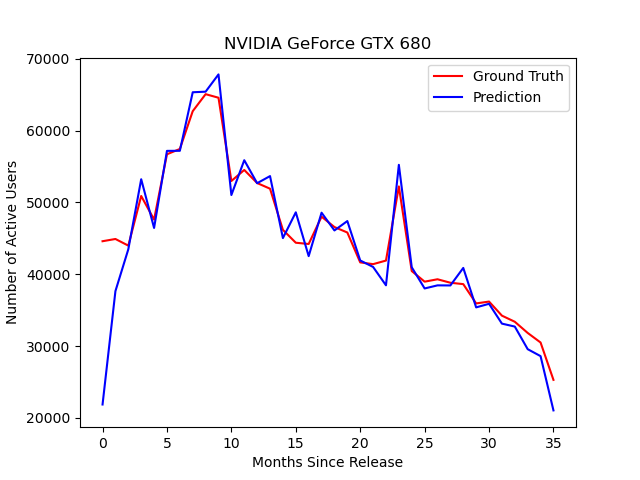 NVIDIA GeForce GTX 680
Ground Truth
Prediction
Number of Active Users
70000
60000
50000
40000
30000
20000
0 5 10 15 20 25 30 35
Months Since Release